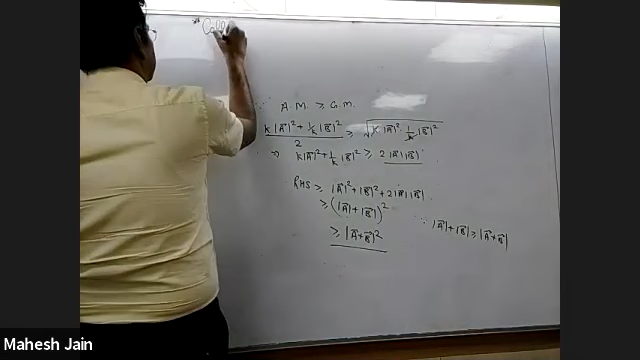 ∵ A.M. ≥ G.M.
(K|A⃗|² + 1/K |B⃗|²)/2 ≥ √(K|A⃗|² · 1/K |B⃗|²)
⇒ K|A⃗|² + 1/K |B⃗|² ≥ 2|A⃗||B⃗|
RHS ≥ |A⃗|² + |B⃗|² + 2|A⃗||B⃗|
≥ (|A⃗| + |B⃗|)²
∵ |A⃗| + |B⃗| ≥ |A⃗+B⃗|
≥ |A⃗+B⃗|²
Mahesh Jain